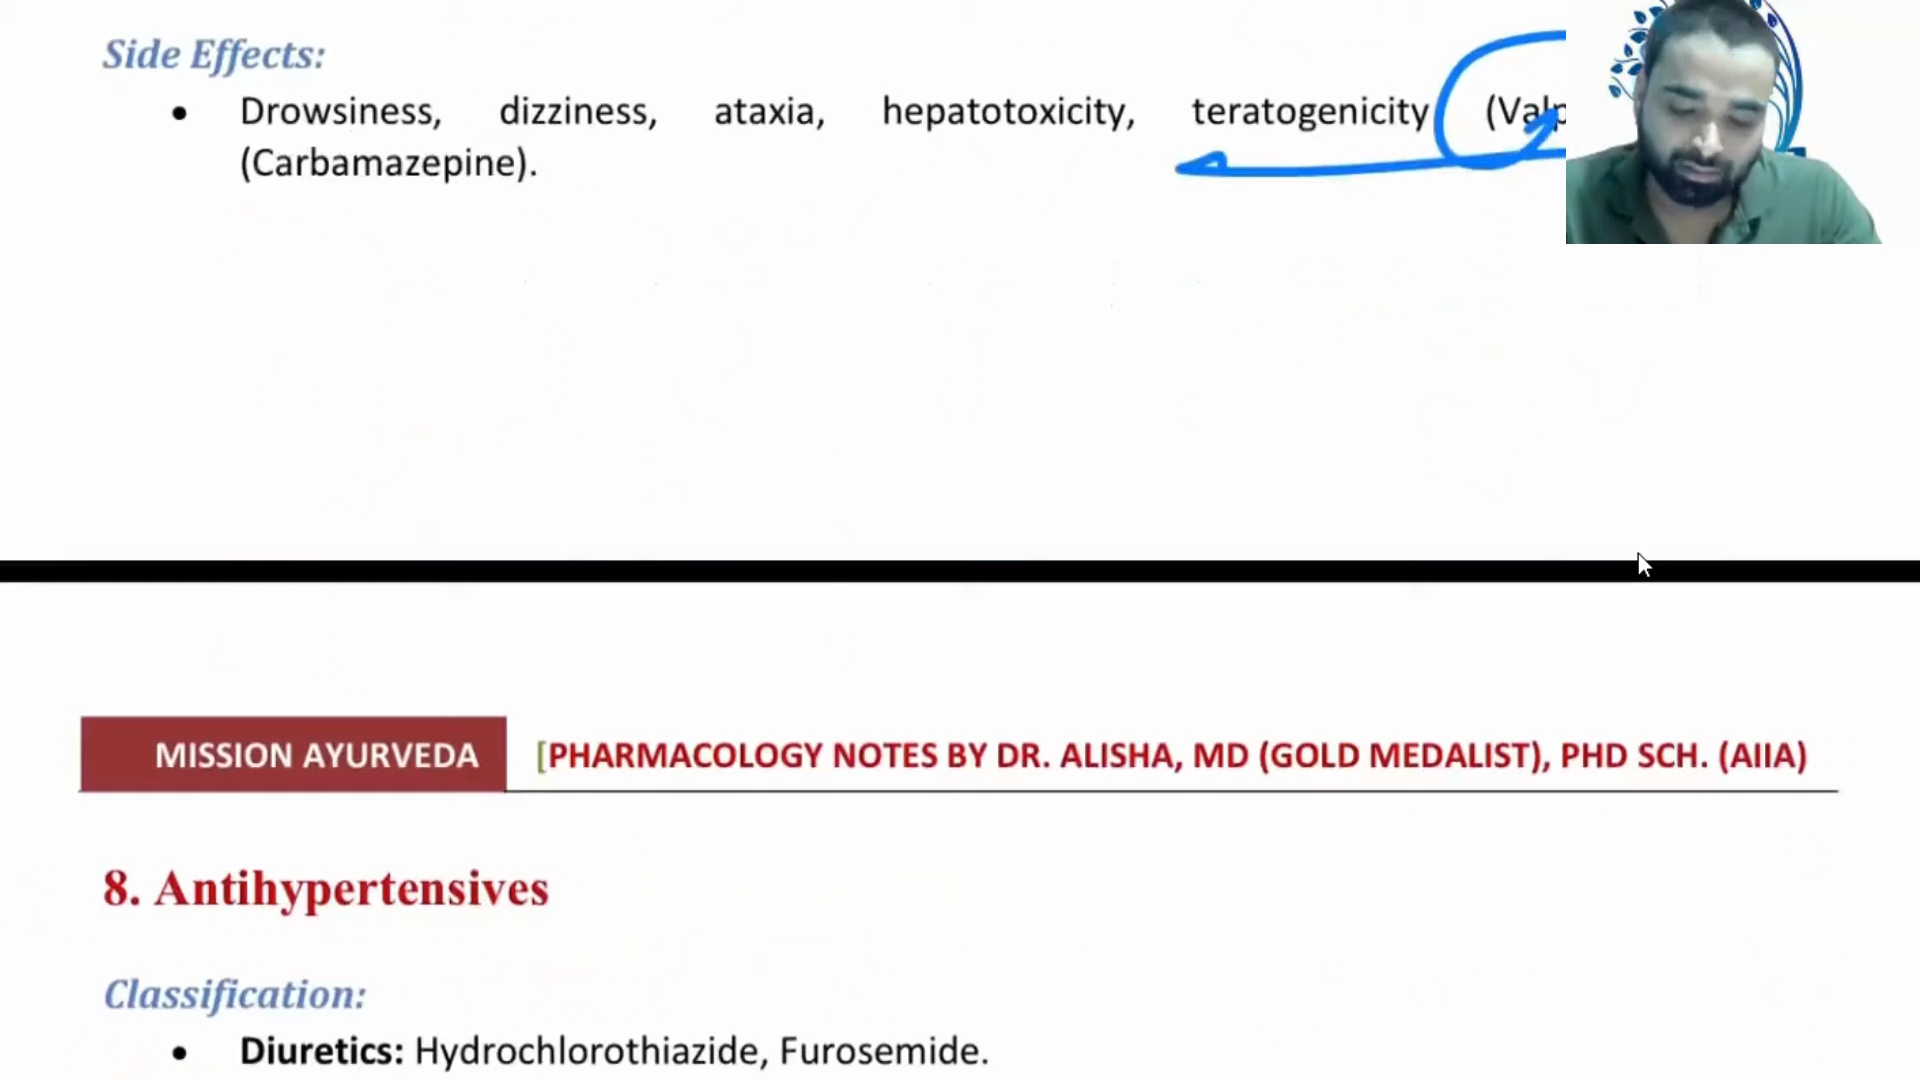 Side Effects:
• Drowsiness, dizziness, ataxia, hepatotoxicity, teratogenicity
(Carbamazepine).
MISSION AYURVEDA [PHARMACOLOGY NOTES BY DR. ALISHA, MD (GOLD MEDALIST), PHD SCH. (AIIA)
8. Antihypertensives
Classification:
• Diuretics: Hydrochlorothiazide, Furosemide.